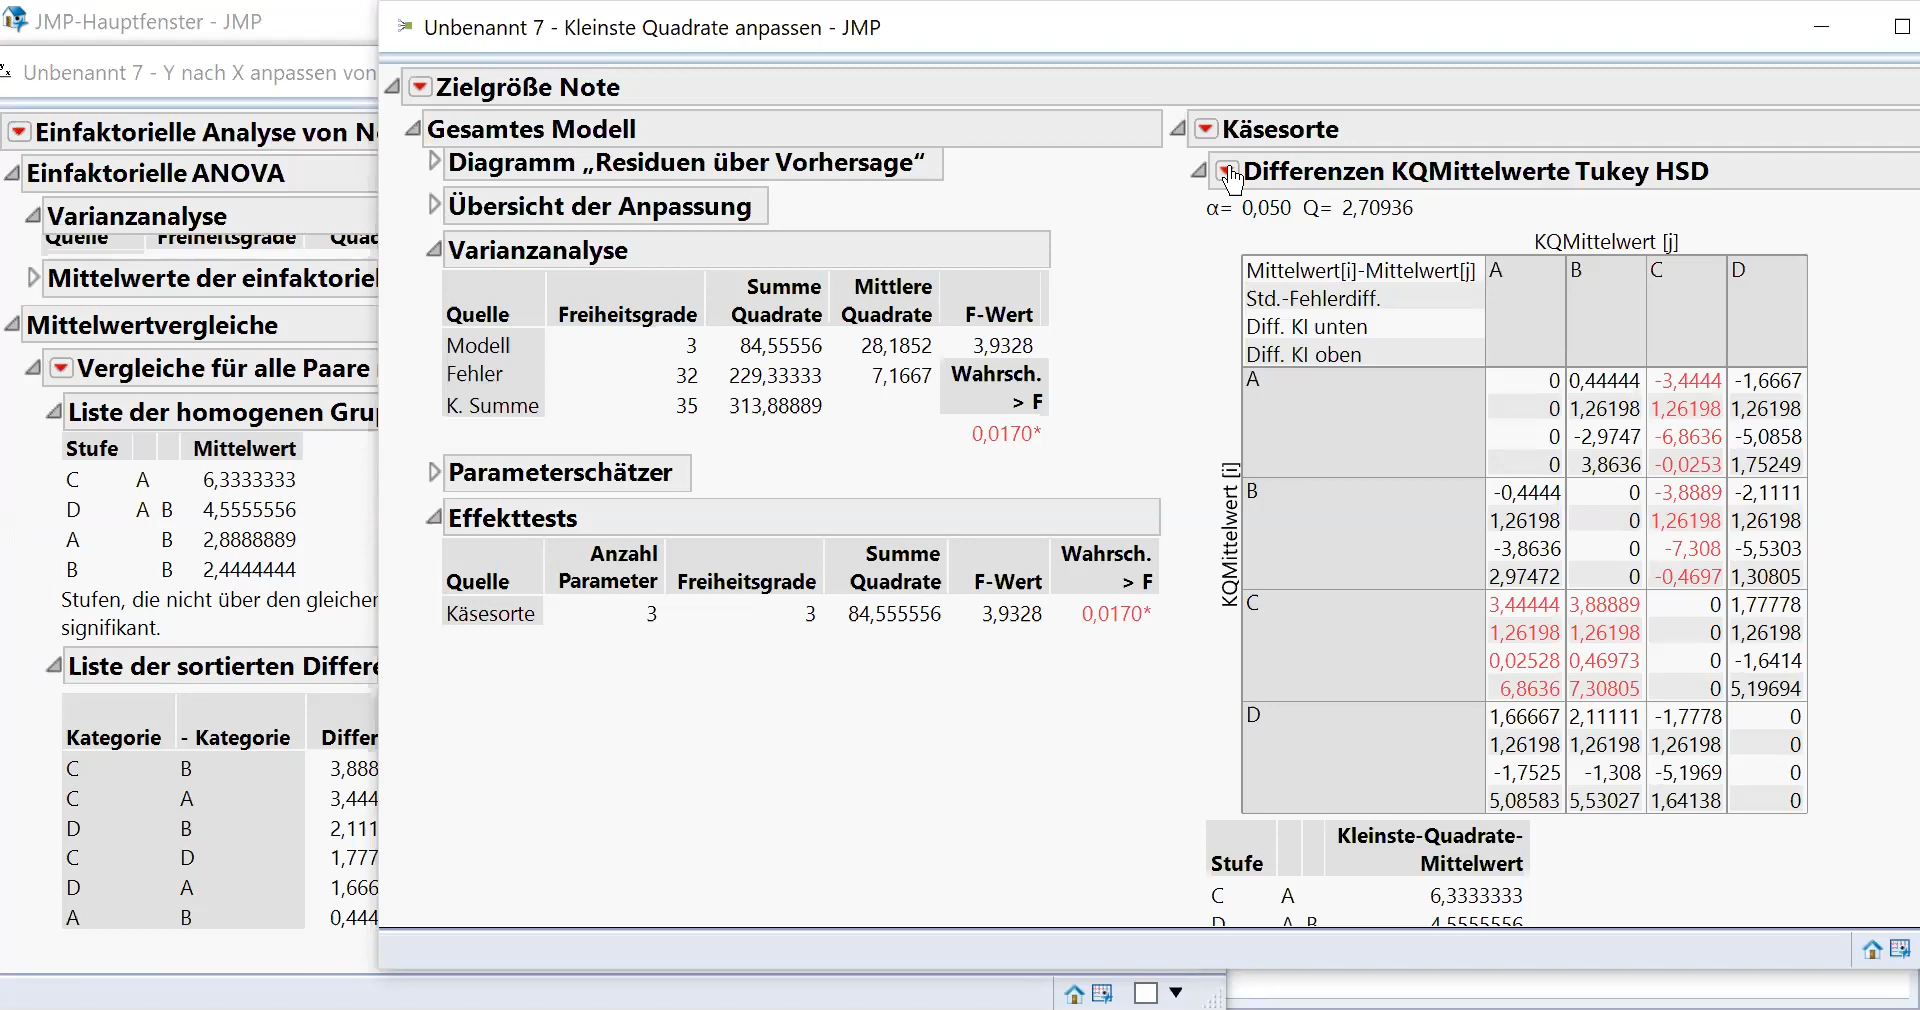 JMP-Hauptfenster - JMP
Unbenannt 7 - Y nach X anpassen von
Einfaktorielle Analyse von N
Einfaktorielle ANOVA
Varianzanalyse
Quelle Freiheitsgrade Quad
Mittelwerte der einfaktoriel
Mittelwertvergleiche
Vergleiche für alle Paare
Liste der homogenen Gru
Stufe Mittelwert
C A 6,3333333
D A B 4,5555556
A B 2,8888889
B B 2,4444444
Stufen, die nicht über den gleicher
signifikant.
Liste der sortierten Differe
Kategorie - Kategorie Differ
C B 3,888
C A 3,444
D B 2,111
C D 1,777
D A 1,666
A B 0,444
Unbenannt 7 - Kleinste Quadrate anpassen - JMP
Zielgröße Note
Gesamtes Modell
Diagramm „Residuen über Vorhersage“
Übersicht der Anpassung
Varianzanalyse
Summe Mittlere
Quelle Freiheitsgrade Quadrate Quadrate F-Wert
Modell 3 84,55556 28,1852 3,9328
Fehler 32 229,33333 7,1667 Wahrsch.
K. Summe 35 313,88889 > F
0,0170*
Parameterschätzer
Effekttests
Anzahl Summe Wahrsch.
Quelle Parameter Freiheitsgrade Quadrate F-Wert > F
Käsesorte 3 3 84,555556 3,9328 0,0170*
Käsesorte
Differenzen KQMittelwerte Tukey HSD
α= 0,050 Q= 2,70936
KQMittelwert [j]
Mittelwert[i]-Mittelwert[j] A B C D
Std.-Fehlerdiff.
Diff. KI unten
Diff. KI oben
KQMittelwert [i]
A 0 0,44444 -3,4444 -1,6667
0 1,26198 1,26198 1,26198
0 -2,9747 -6,8636 -5,0858
0 3,8636 -0,0253 1,75249
B -0,4444 0 -3,8889 -2,1111
1,26198 0 1,26198 1,26198
-3,8636 0 -7,308 -5,5303
2,97472 0 -0,4697 1,30805
C 3,44444 3,88889 0 1,77778
1,26198 1,26198 0 1,26198
0,02528 0,46973 0 -1,6414
6,8636 7,30805 0 5,19694
D 1,66667 2,11111 -1,7778 0
1,26198 1,26198 1,26198 0
-1,7525 -1,308 -5,1969 0
5,08583 5,53027 1,64138 0
Kleinste-Quadrate-
Stufe Mittelwert
C A 6,3333333
D A B 4,5555556